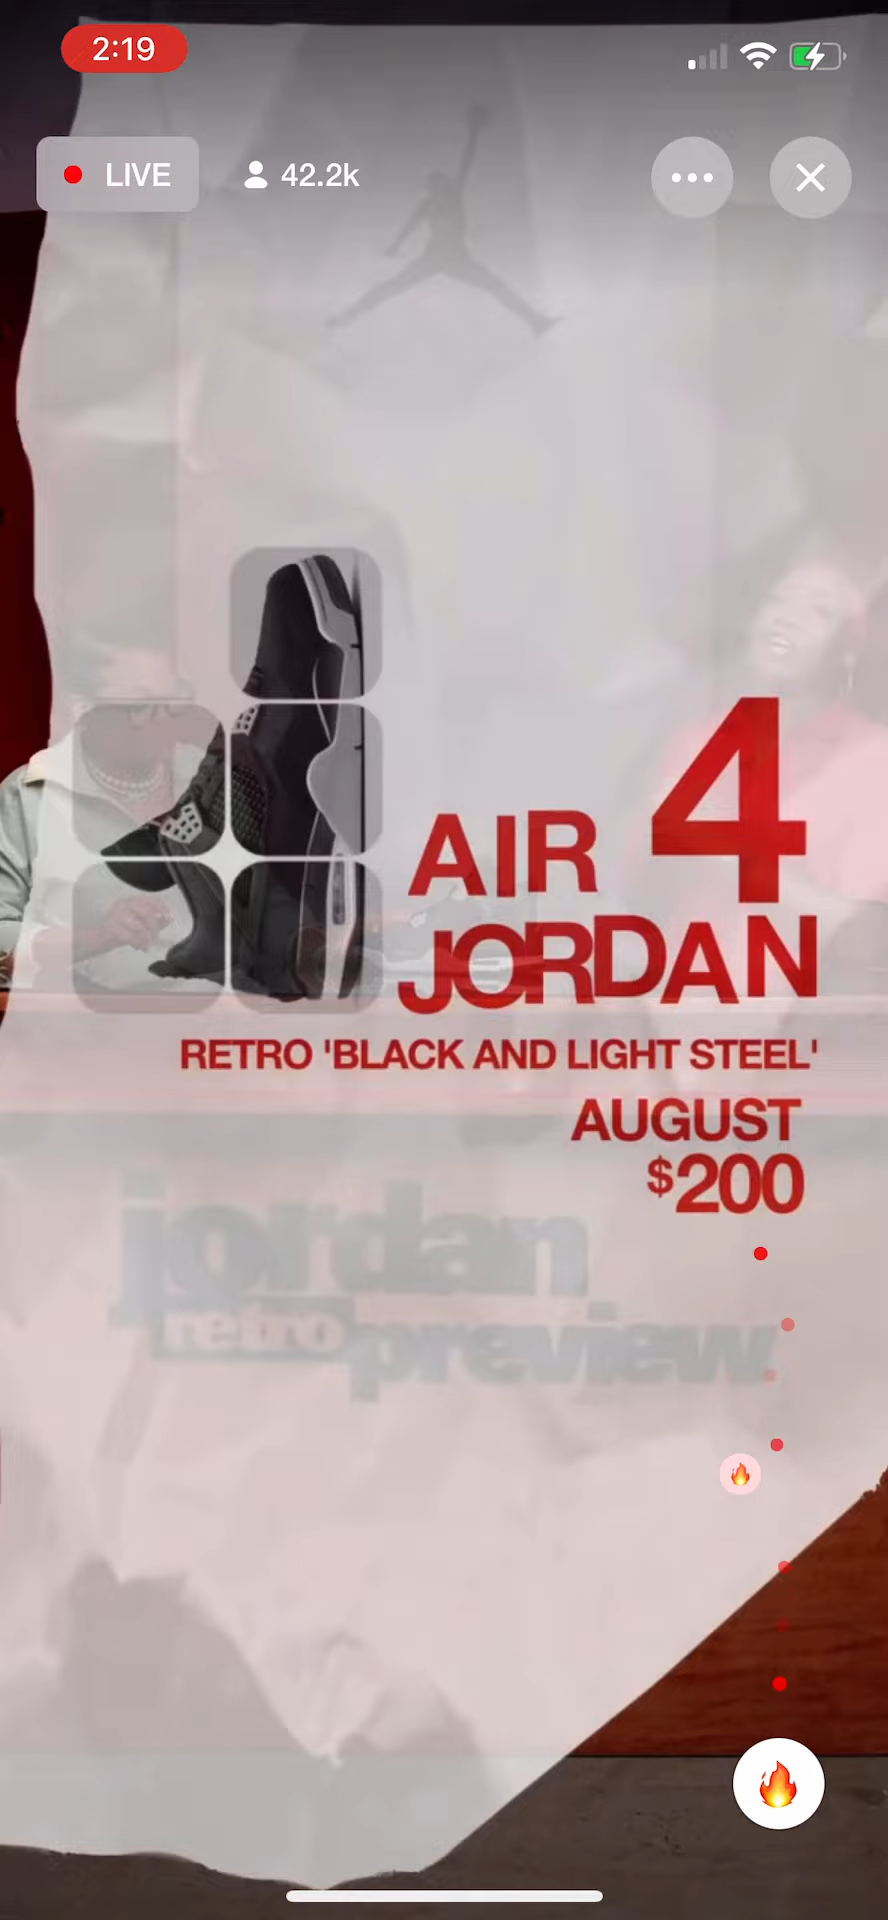 2:19
LIVE
42.2k
AIR 4
JORDAN
RETRO 'BLACK AND LIGHT STEEL'
AUGUST
$200
jordan
retro preview